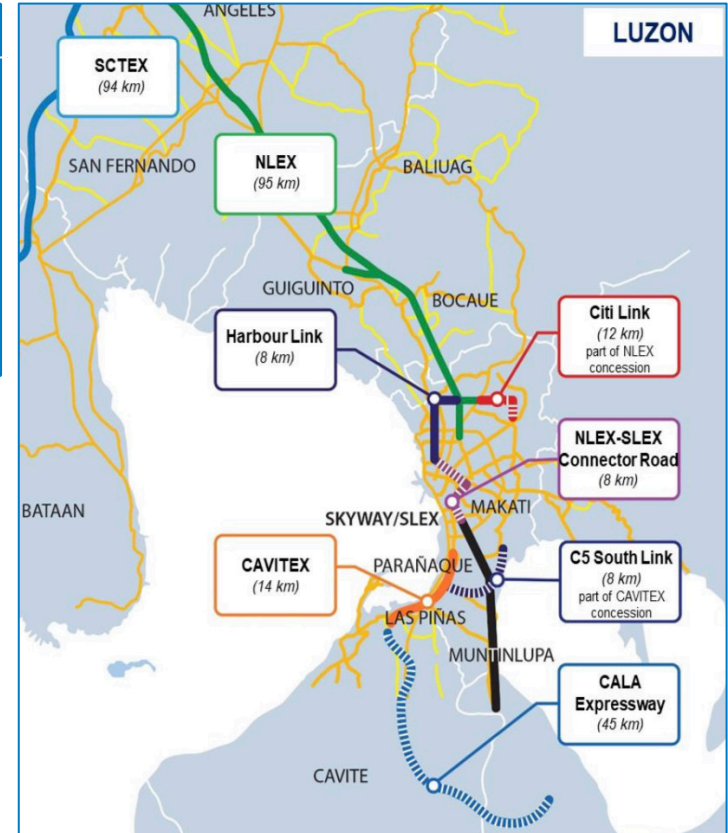 ANGELES
LUZON
SCTEX
(94 km)
SAN FERNANDO
NLEX
(95 km)
BALIUAG
GUIGUINTO
BOCAUE
Harbour Link
(8 km)
Citi Link
(12 km)
part of NLEX
concession
NLEX-SLEX
Connector Road
(8 km)
BATAAN
MAKATI
SKYWAY/SLEX
CAVITEX
(14 km)
PARAÑAQUE
C5 South Link
(8 km)
part of CAVITEX
concession
LAS PIÑAS
MUNTINLUPA
CALA
Expressway
(45 km)
CAVITE